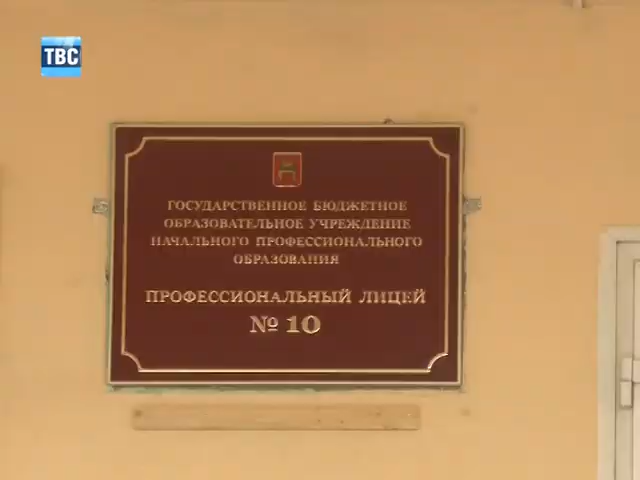 ТВС
ГОСУДАРСТВЕННОЕ БЮДЖЕТНОЕ
ОБРАЗОВАТЕЛЬНОЕ УЧРЕЖДЕНИЕ
НАЧАЛЬНОГО ПРОФЕССИОНАЛЬНОГО
ОБРАЗОВАНИЯ
ПРОФЕССИОНАЛЬНЫЙ ЛИЦЕЙ
№ 10